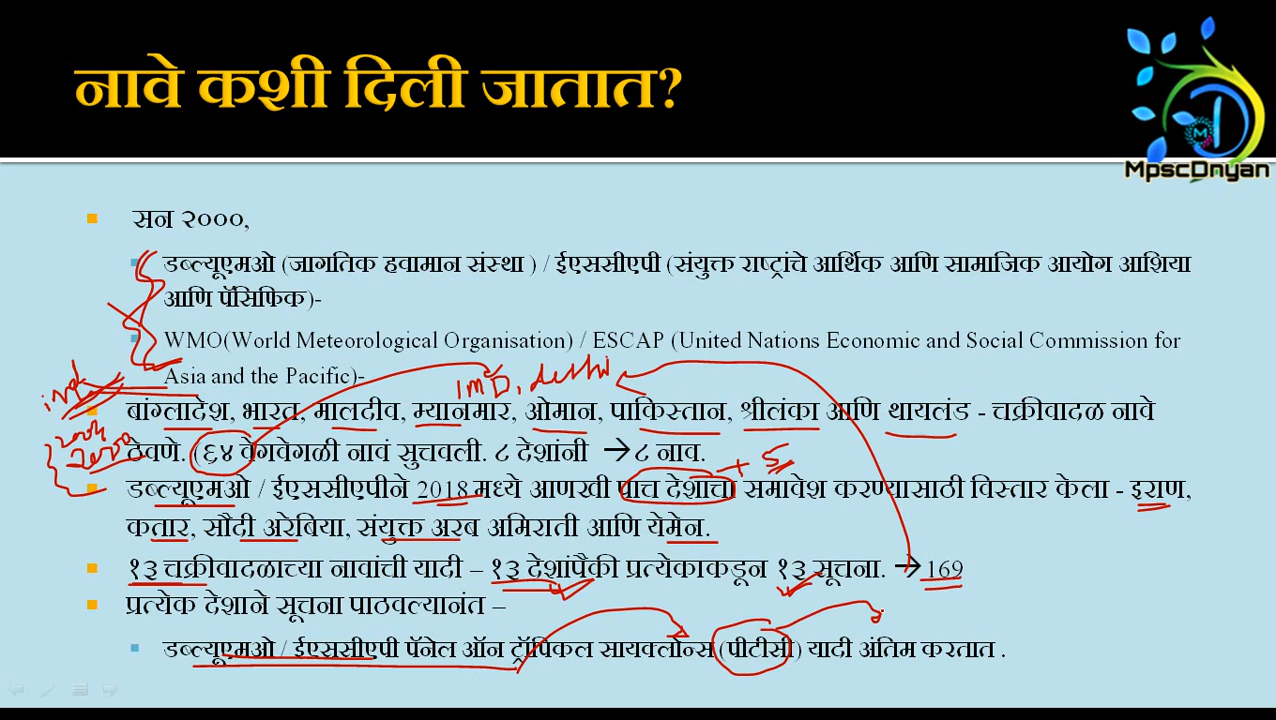 नावे कशी दिली जातात?
MpscDnyan
सन २०००,
डब्ल्यूएमओ (जागतिक हवामान संस्था ) / ईएससीएपी (संयुक्त राष्ट्रांचे आर्थिक आणि सामाजिक आयोग आशिया
आणि पॅसिफिक)-
WMO(World Meteorological Organisation) / ESCAP (United Nations Economic and Social Commission for
Asia and the Pacific)-
IMD, delhi
ind
बांग्लादेश, भारत, मालदीव, म्यानमार, ओमान, पाकिस्तान, श्रीलंका आणि थायलंड - चक्रीवादळ नावे
2004
2000
ठेवणे. (६४ वेगवेगळी नावं सुचवली. ८ देशांनी → ८ नाव.
+ 5
डब्ल्यूएमओ / ईएससीएपीने 2018 मध्ये आणखी पाच देशाचा समावेश करण्यासाठी विस्तार केला - इराण,
कतार, सौदी अरेबिया, संयुक्त अरब अमिराती आणि येमेन.
१३ चक्रीवादळाच्या नावांची यादी – १३ देशांपैकी प्रत्येकाकडून १३ सूचना. → 169
प्रत्येक देशाने सूचना पाठवल्यानंत –
डब्ल्यूएमओ / ईएससीएपी पॅनेल ऑन ट्रॉपिकल सायक्लोन्स (पीटीसी) यादी अंतिम करतात .